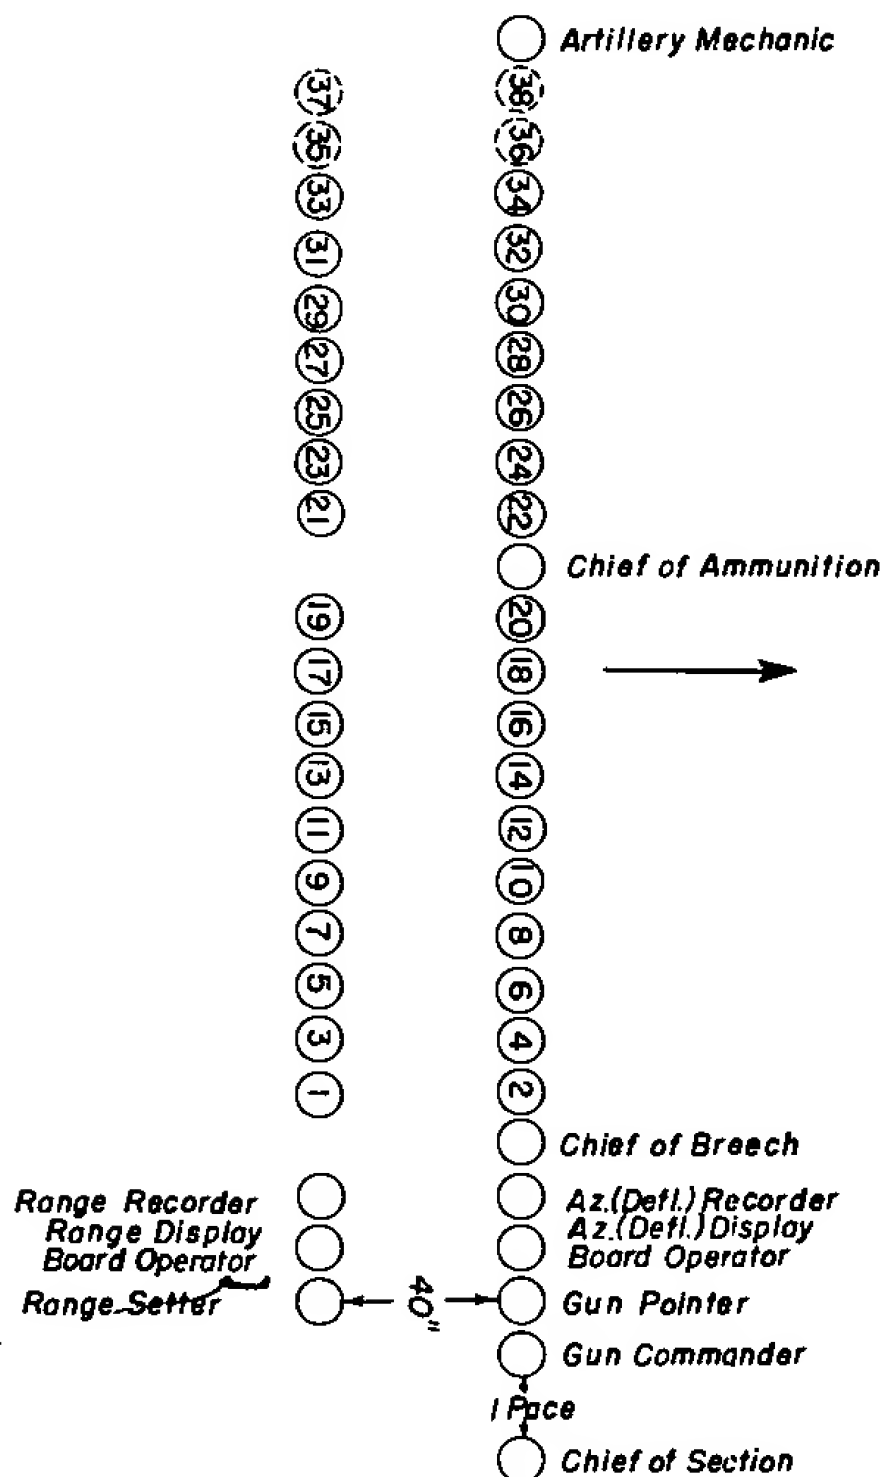 Artillery Mechanic
37 38
35 36
33 34
31 32
29 30
27 28
25 26
23 24
21 22
Chief of Ammunition
19 20
17 18
15 16
13 14
11 12
9 10
7 8
5 6
3 4
1 2
Chief of Breech
Range Recorder
Az.(Defl.) Recorder
Range Display
Board Operator
Az.(Defl.) Display
Board Operator
Range Setter
40"
Gun Pointer
Gun Commander
1 Pace
Chief of Section